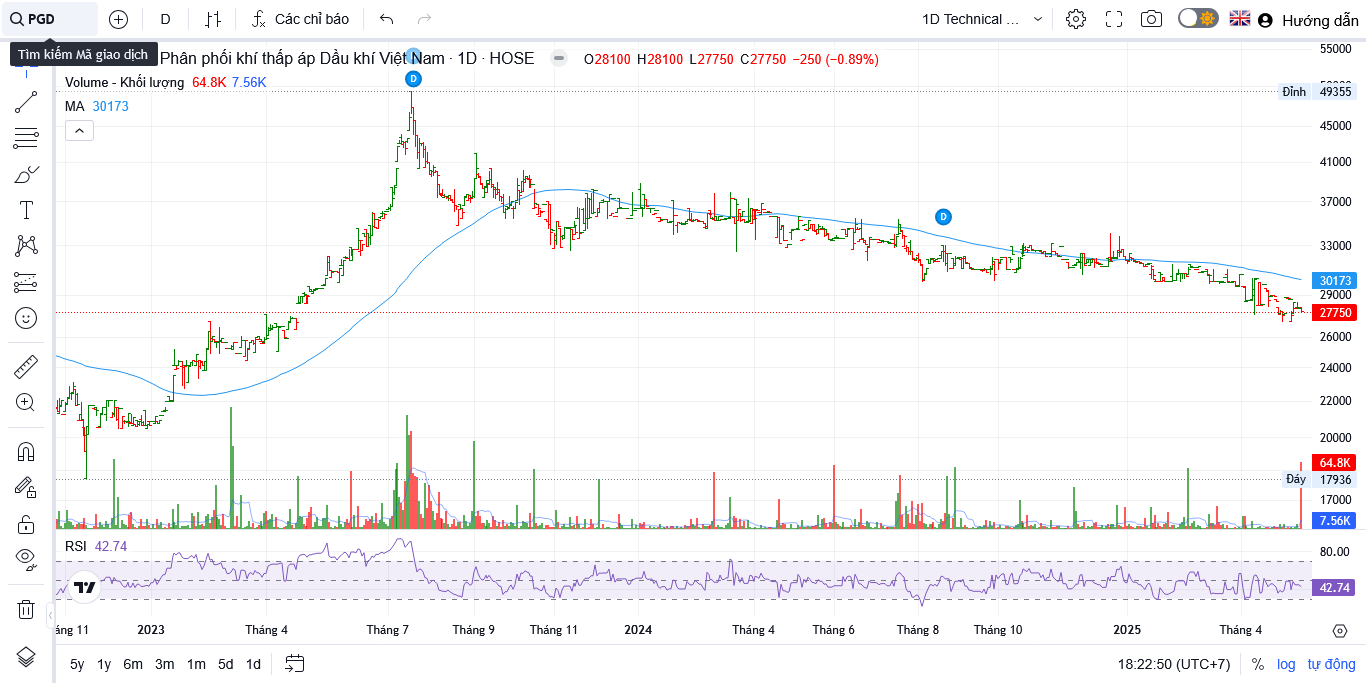 PGD
D
Các chỉ báo
1D Technical ...
Hướng dẫn
Tìm kiếm Mã giao dịch
Phân phối khí thấp áp Dầu khí Việt Nam · 1D · HOSE
O28100 H28100 L27750 C27750 −250 (−0.89%)
Volume - Khối lượng 64.8K 7.56K
MA 30173
D
D
55000
Đỉnh 49355
45000
41000
37000
33000
30173
29000
27750
26000
24000
22000
20000
64.8K
Đáy 17936
17000
7.56K
RSI 42.74
80.00
42.74
2023
Tháng 4
Tháng 7
Tháng 9
Tháng 11
2024
Tháng 4
Tháng 6
Tháng 8
Tháng 10
2025
Tháng 4
5y 1y 6m 3m 1m 5d 1d
18:22:50 (UTC+7)
%
log
tự động